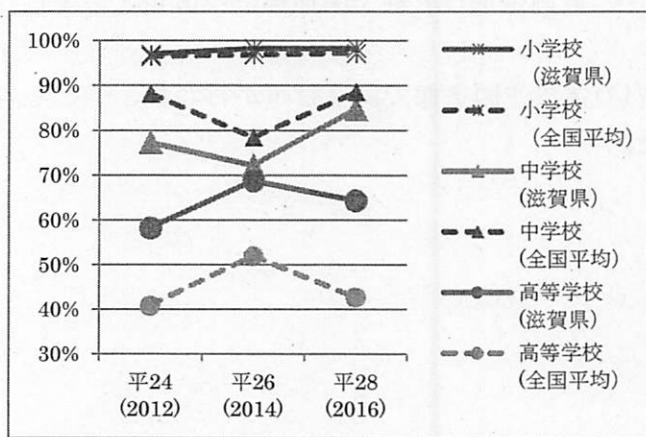 100%
90%
80%
70%
60%
50%
40%
30%
平24
(2012)
平26
(2014)
平28
(2016)
小学校
(滋賀県)
小学校
(全国平均)
中学校
(滋賀県)
中学校
(全国平均)
高等学校
(滋賀県)
高等学校
(全国平均)